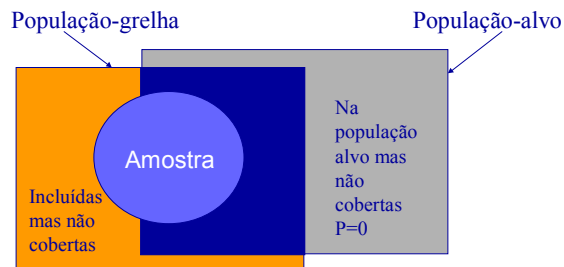 População-grelha
População-alvo
Na
população
alvo mas
não
cobertas
P=0
Amostra
Incluídas
mas não
cobertas